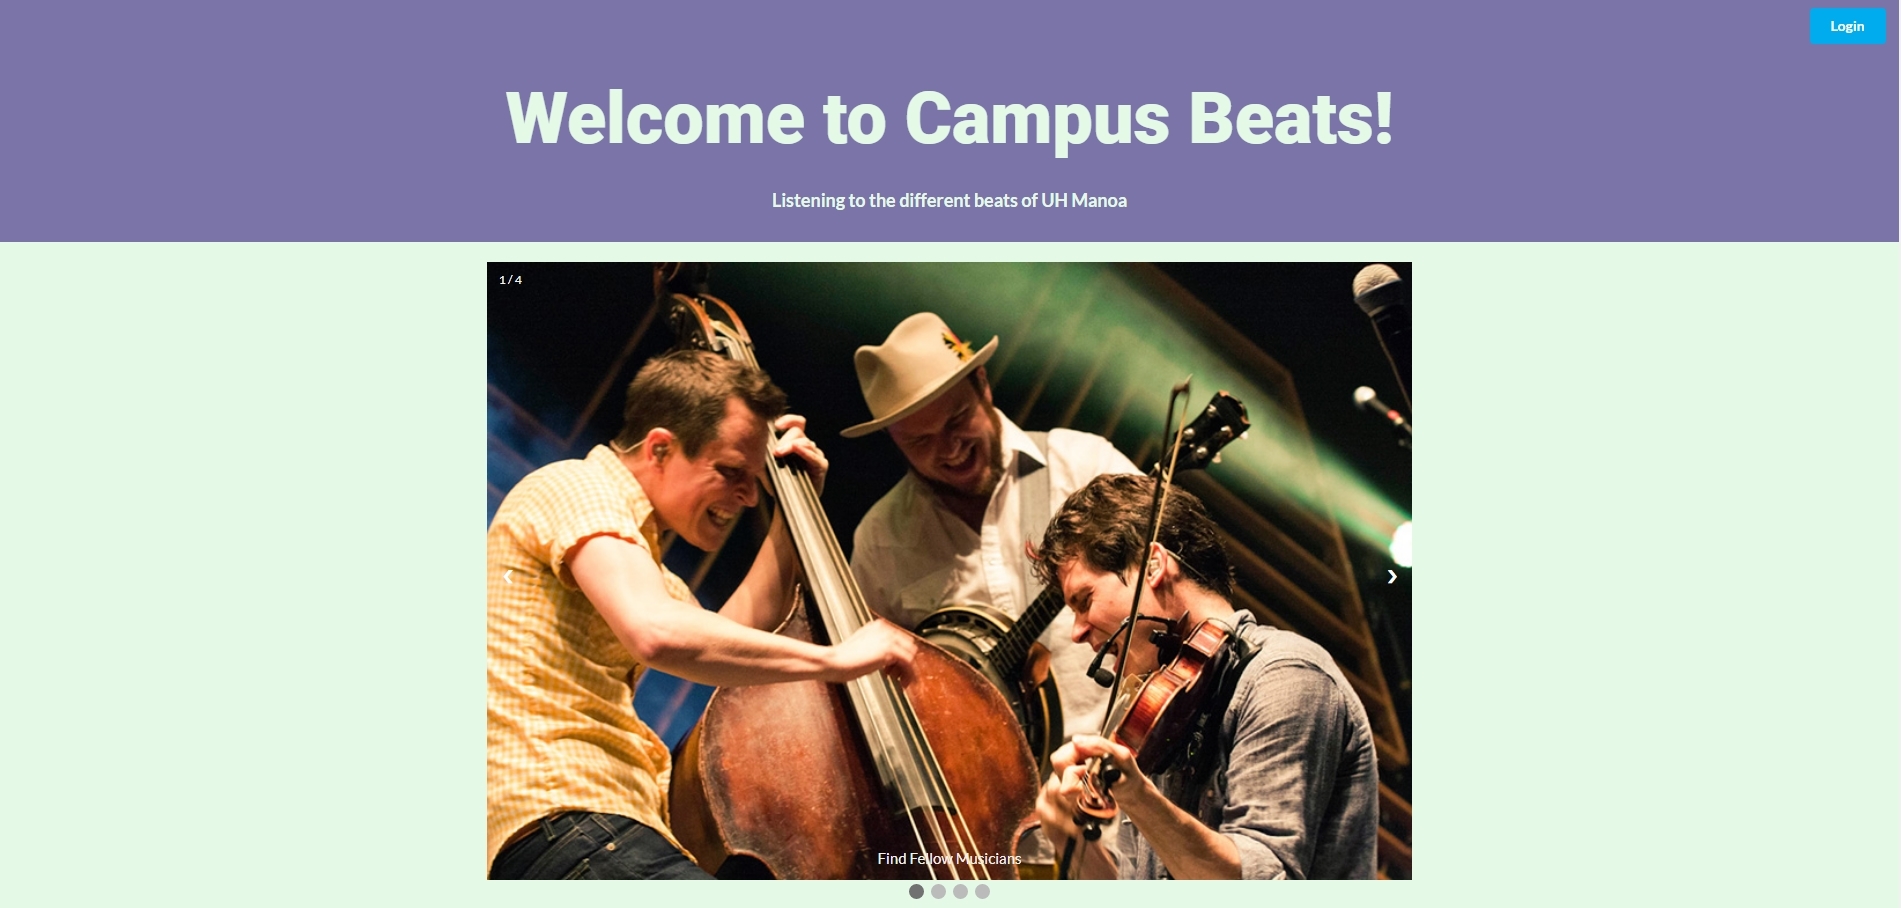 Login
Welcome to Campus Beats!
Listening to the different beats of UH Manoa
1 / 4
Find Fellow Musicians